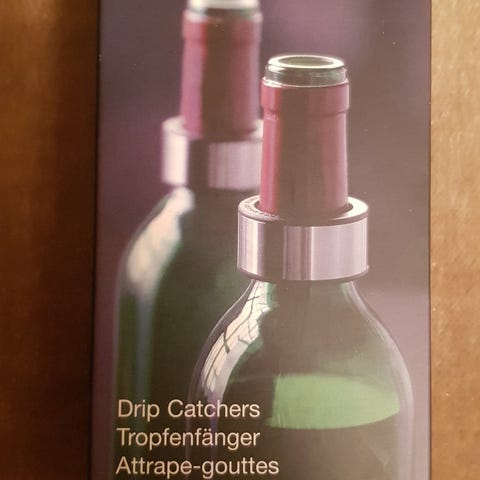 Drip Catchers
Tropfenfänger
Attrape-gouttes